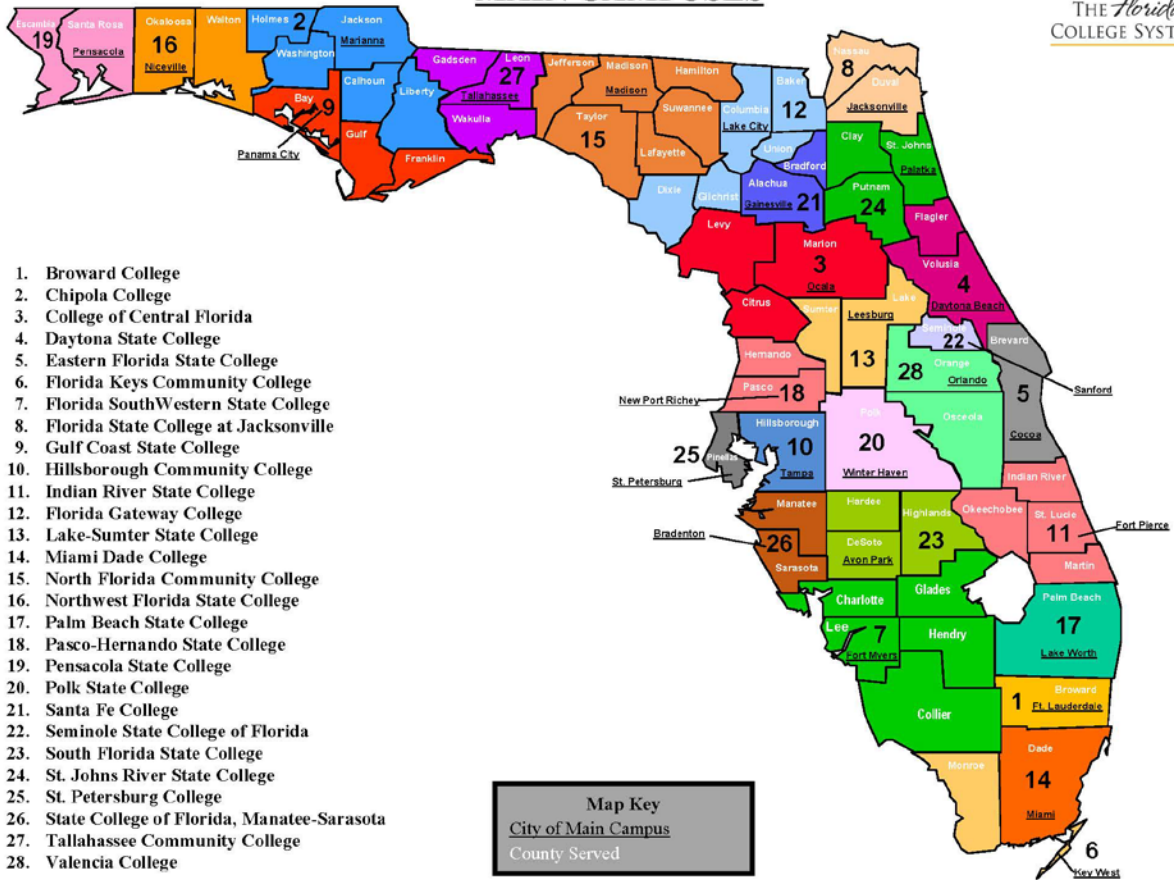 MAIN CAMPUSES
THE Florida
COLLEGE SYST
Escambia
19
Santa Rosa
Pensacola
Okaloosa
16
Niceville
Walton
Holmes 2
Washington
Jackson
Marianna
Calhoun
Liberty
Bay
9
Panama City
Gulf
Franklin
Gadsden
Leon
27
Tallahassee
Wakulla
Jefferson
Madison
Madison
Hamilton
Taylor
15
Suwannee
Lafayette
Columbia
Lake City
Baker
12
Union
Bradford
Dixie
Gilchrist
Alachua
Gainesville 21
Nassau
8
Duval
Jacksonville
Clay
St. Johns
Palatka
Putnam
24
Flagler
Levy
Marion
3
Ocala
Volusia
4
Daytona Beach
Citrus
Sumter
Lake
Leesburg
13
Seminole
22
Sanford
Brevard
5
Cocoa
Hernando
Pasco
18
New Port Richey
28
Orange
Orlando
Osceola
Hillsborough
10
Tampa
Polk
20
Winter Haven
25
Pinellas
St. Petersburg
Manatee
26
Bradenton
Sarasota
Hardee
DeSoto
Avon Park
Highlands
23
Okeechobee
Indian River
St. Lucie
11
Fort Pierce
Martin
Charlotte
Glades
Lee
7
Fort Myers
Hendry
Palm Beach
17
Lake Worth
Collier
1
Broward
Ft. Lauderdale
Monroe
Dade
14
Miami
6
Key West
1. Broward College
2. Chipola College
3. College of Central Florida
4. Daytona State College
5. Eastern Florida State College
6. Florida Keys Community College
7. Florida SouthWestern State College
8. Florida State College at Jacksonville
9. Gulf Coast State College
10. Hillsborough Community College
11. Indian River State College
12. Florida Gateway College
13. Lake-Sumter State College
14. Miami Dade College
15. North Florida Community College
16. Northwest Florida State College
17. Palm Beach State College
18. Pasco-Hernando State College
19. Pensacola State College
20. Polk State College
21. Santa Fe College
22. Seminole State College of Florida
23. South Florida State College
24. St. Johns River State College
25. St. Petersburg College
26. State College of Florida, Manatee-Sarasota
27. Tallahassee Community College
28. Valencia College
Map Key
City of Main Campus
County Served